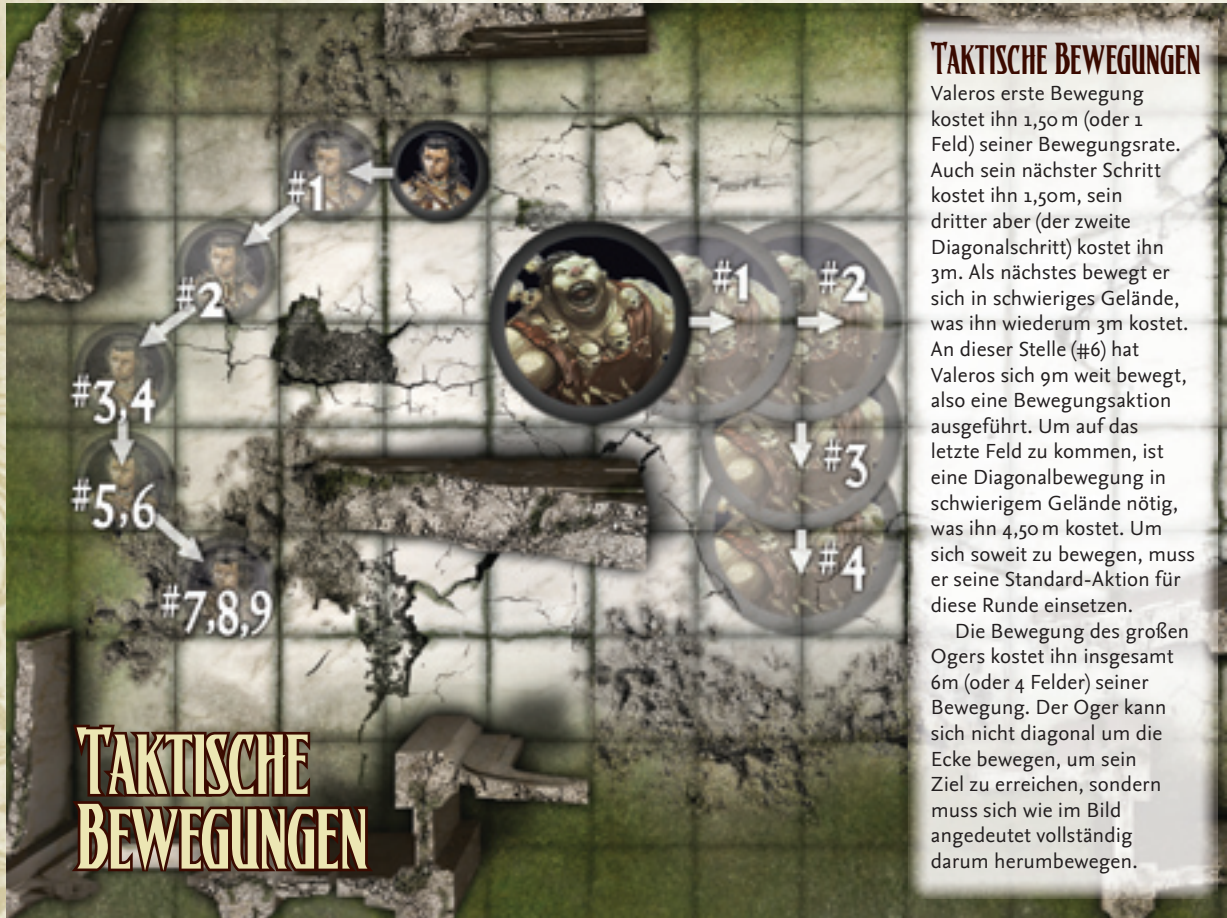 #1
#2
#3,4
#5,6
#7,8,9
#1
#2
#3
#4
TAKTISCHE
BEWEGUNGEN
TAKTISCHE BEWEGUNGEN
Valeros erste Bewegung
kostet ihn 1,50 m (oder 1
Feld) seiner Bewegungsrate.
Auch sein nächster Schritt
kostet ihn 1,50m, sein
dritter aber (der zweite
Diagonalschritt) kostet ihn
3m. Als nächstes bewegt er
sich in schwieriges Gelände,
was ihn wiederum 3m kostet.
An dieser Stelle (#6) hat
Valeros sich 9m weit bewegt,
also eine Bewegungsaktion
ausgeführt. Um auf das
letzte Feld zu kommen, ist
eine Diagonalbewegung in
schwierigem Gelände nötig,
was ihn 4,50 m kostet. Um
sich soweit zu bewegen, muss
er seine Standard-Aktion für
diese Runde einsetzen.
Die Bewegung des großen
Ogers kostet ihn insgesamt
6m (oder 4 Felder) seiner
Bewegung. Der Oger kann
sich nicht diagonal um die
Ecke bewegen, um sein
Ziel zu erreichen, sondern
muss sich wie im Bild
angedeutet vollständig
darum herumbewegen.